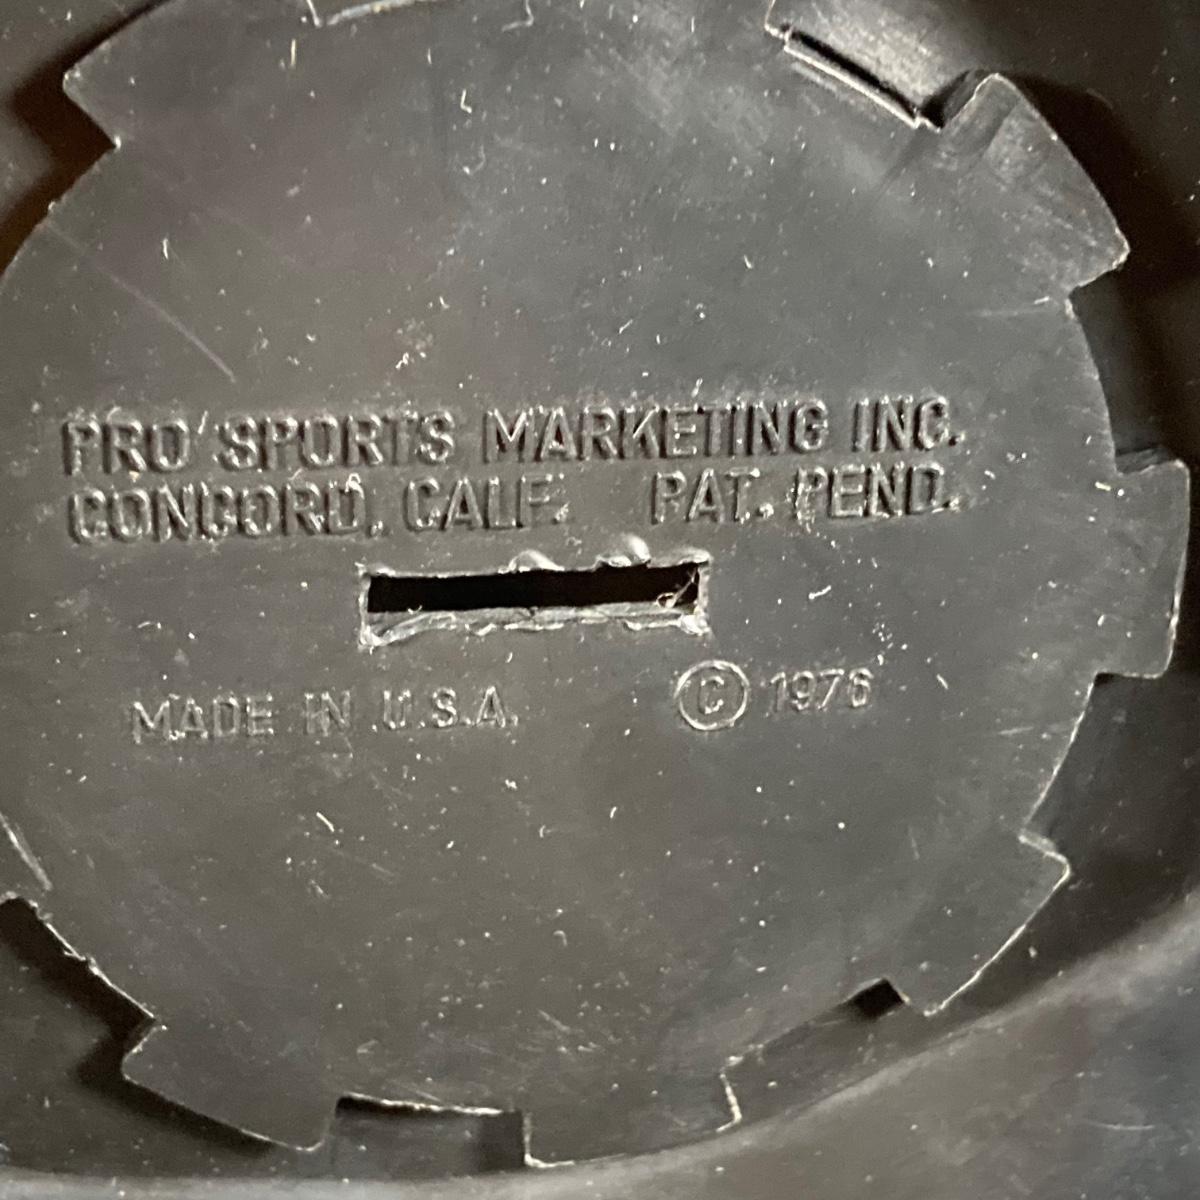 PRO SPORTS MARKETING INC.
CONCORD, CALIF. PAT. PEND.
MADE IN U.S.A. © 1976